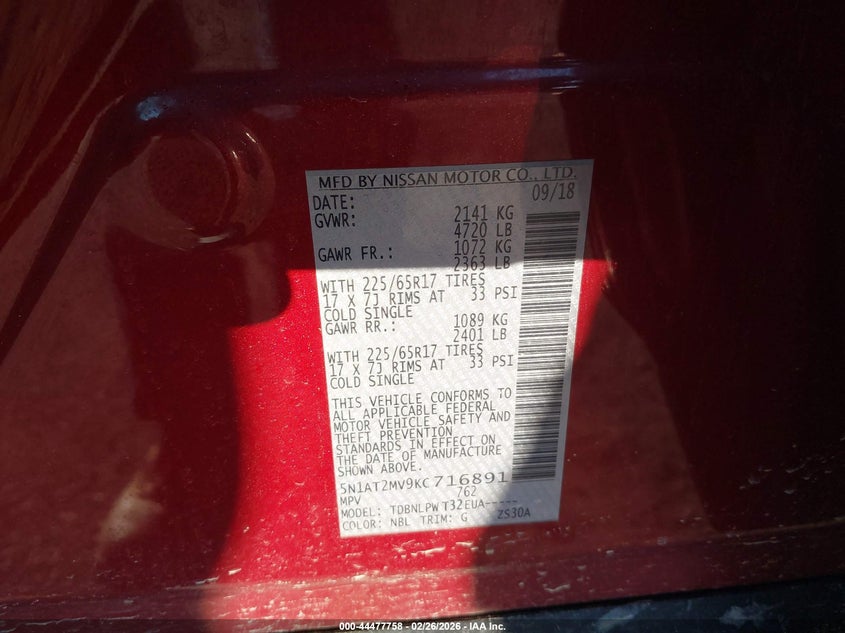 MFD BY NISSAN MOTOR CO., LTD.
DATE: 09/18
GVWR: 2141 KG
4720 LB
GAWR FR.: 1072 KG
2363 LB
WITH 225/65R17 TIRES
17 X 7J RIMS AT 33 PSI
COLD SINGLE
GAWR RR.: 1089 KG
2401 LB
WITH 225/65R17 TIRES
17 X 7J RIMS AT 33 PSI
COLD SINGLE
THIS VEHICLE CONFORMS TO
ALL APPLICABLE FEDERAL
MOTOR VEHICLE SAFETY AND
THEFT PREVENTION
STANDARDS IN EFFECT ON
THE DATE OF MANUFACTURE
SHOWN ABOVE.
5N1AT2MV9KC716891
MPV 762
MODEL: TDBNLPW T32EUA-----
COLOR: NBL TRIM: G ZS30A
000-44477758 - 02/26/2026 - IAA Inc.